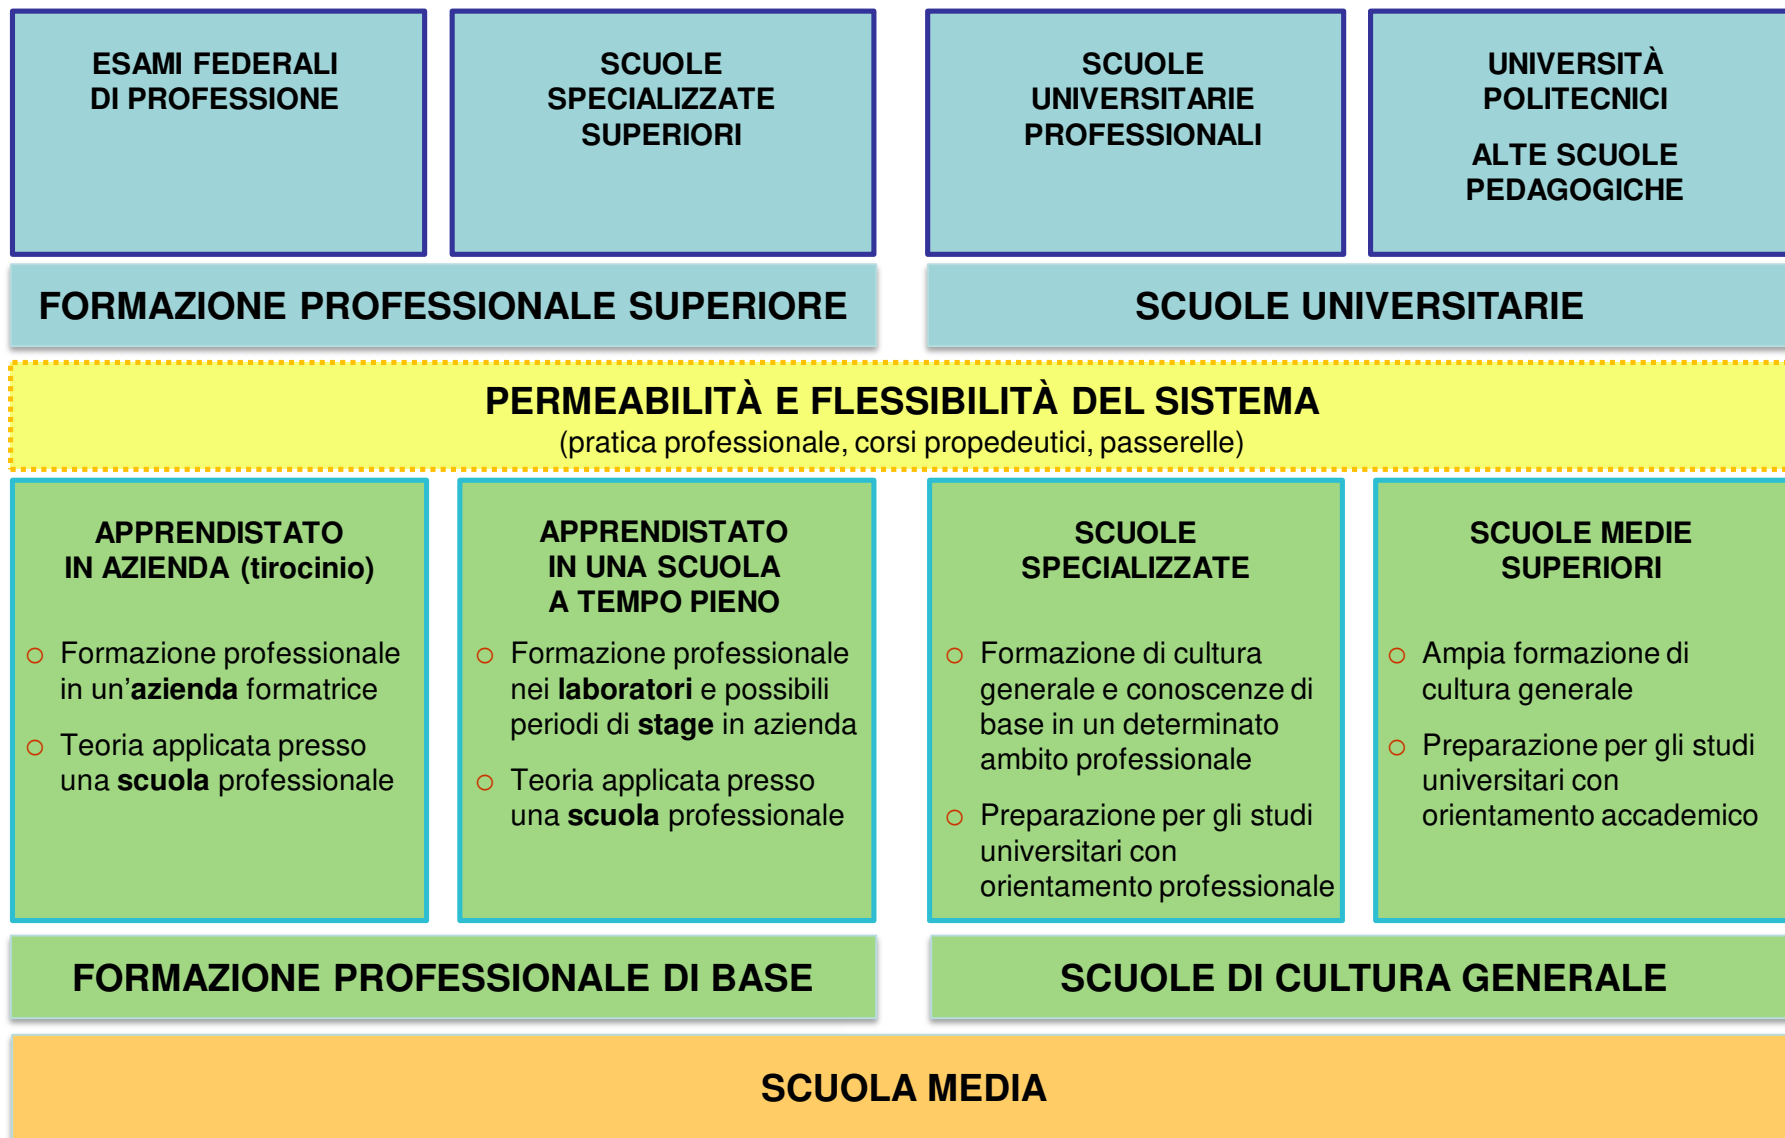 ESAMI FEDERALI
DI PROFESSIONE
SCUOLE
SPECIALIZZATE
SUPERIORI
SCUOLE
UNIVERSITARIE
PROFESSIONALI
UNIVERSITÀ
POLITECNICI
ALTE SCUOLE
PEDAGOGICHE
FORMAZIONE PROFESSIONALE SUPERIORE
SCUOLE UNIVERSITARIE
PERMEABILITÀ E FLESSIBILITÀ DEL SISTEMA
(pratica professionale, corsi propedeutici, passerelle)
APPRENDISTATO
IN AZIENDA (tirocinio)
o Formazione professionale
in un'azienda formatrice
o Teoria applicata presso
una scuola professionale
APPRENDISTATO
IN UNA SCUOLA
A TEMPO PIENO
o Formazione professionale
nei laboratori e possibili
periodi di stage in azienda
o Teoria applicata presso
una scuola professionale
SCUOLE
SPECIALIZZATE
o Formazione di cultura
generale e conoscenze di
base in un determinato
ambito professionale
o Preparazione per gli studi
universitari con
orientamento professionale
SCUOLE MEDIE
SUPERIORI
o Ampia formazione di
cultura generale
o Preparazione per gli studi
universitari con
orientamento accademico
FORMAZIONE PROFESSIONALE DI BASE
SCUOLE DI CULTURA GENERALE
SCUOLA MEDIA